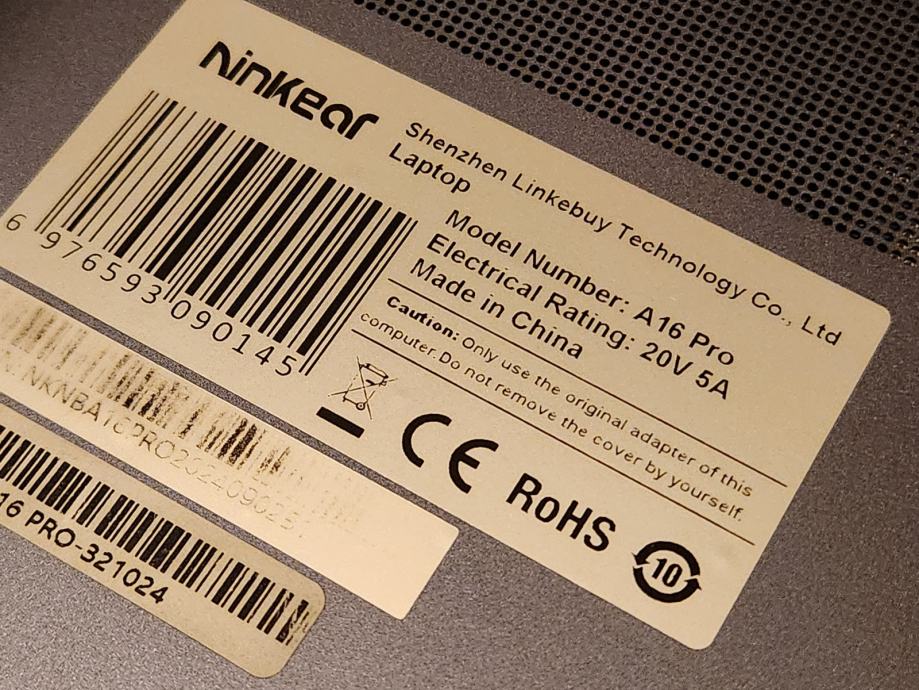 Ninkear
Shenzhen Linkebuy Technology Co., Ltd
Laptop
Model Number: A16 Pro
Electrical Rating: 20V 5A
Made in China
Caution: Only use the original adapter of this
computer. Do not remove the cover by yourself.
6 976593 090145
CE RoHS 10
NKNBA16PRO202409025
16 PRO-321024